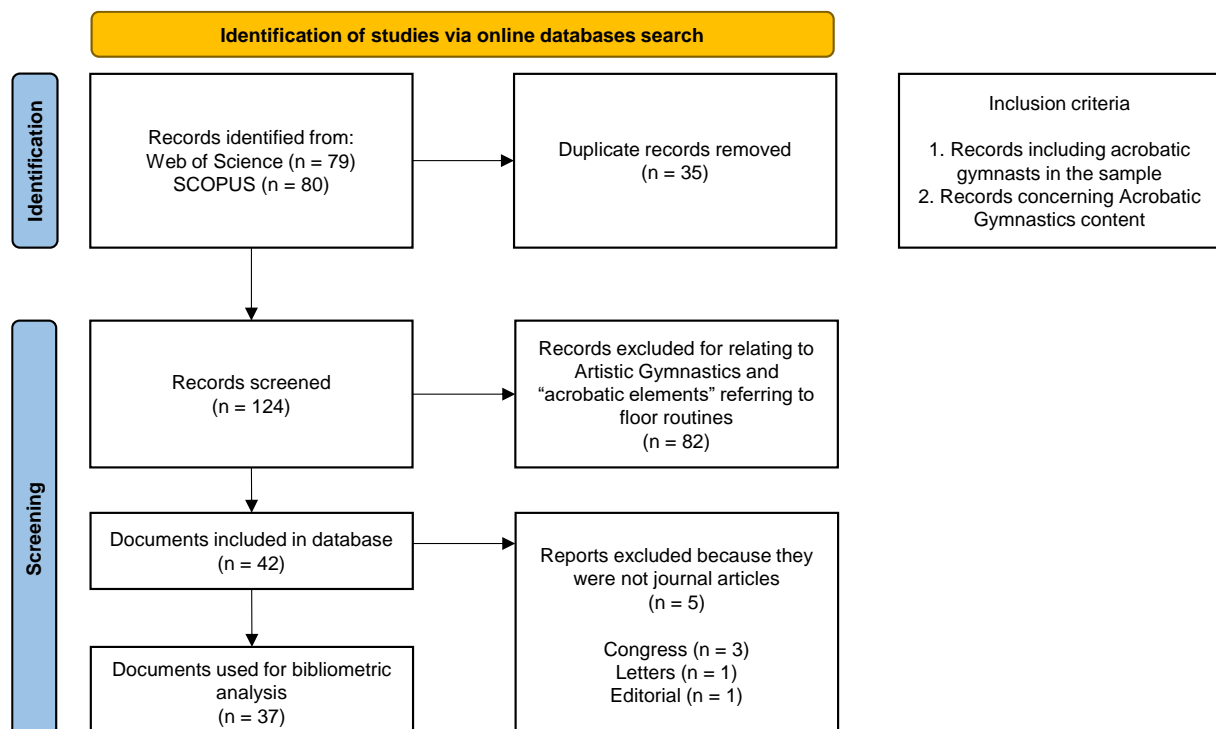 Identification of studies via online databases search
Identification
Records identified from:
Web of Science (n = 79)
SCOPUS (n = 80)
Duplicate records removed
(n = 35)
Inclusion criteria
1. Records including acrobatic
gymnasts in the sample
2. Records concerning Acrobatic
Gymnastics content
Screening
Records screened
(n = 124)
Records excluded for relating to
Artistic Gymnastics and
“acrobatic elements” referring to
floor routines
(n = 82)
Documents included in database
(n = 42)
Reports excluded because they
were not journal articles
(n = 5)
Congress (n = 3)
Letters (n = 1)
Editorial (n = 1)
Documents used for bibliometric
analysis
(n = 37)